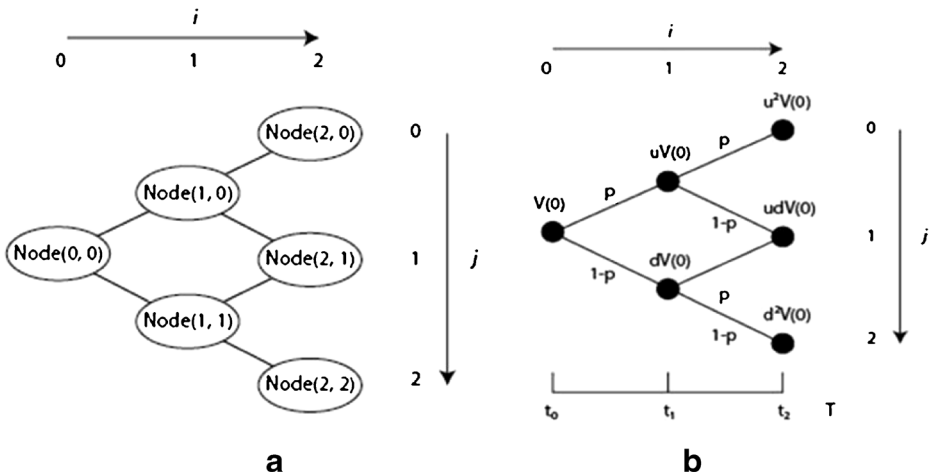 i
0 1 2
Node(2, 0) 0
Node(1, 0)
Node(0, 0) Node(2, 1) 1 j
Node(1, 1)
Node(2, 2) 2
a
i
0 1 2
u²V(0)
0
p
uV(0)
p
V(0)
1-p
udV(0)
1 j
dV(0)
1-p
p
d²V(0)
1-p
2
t₀ t₁ t₂ T
b